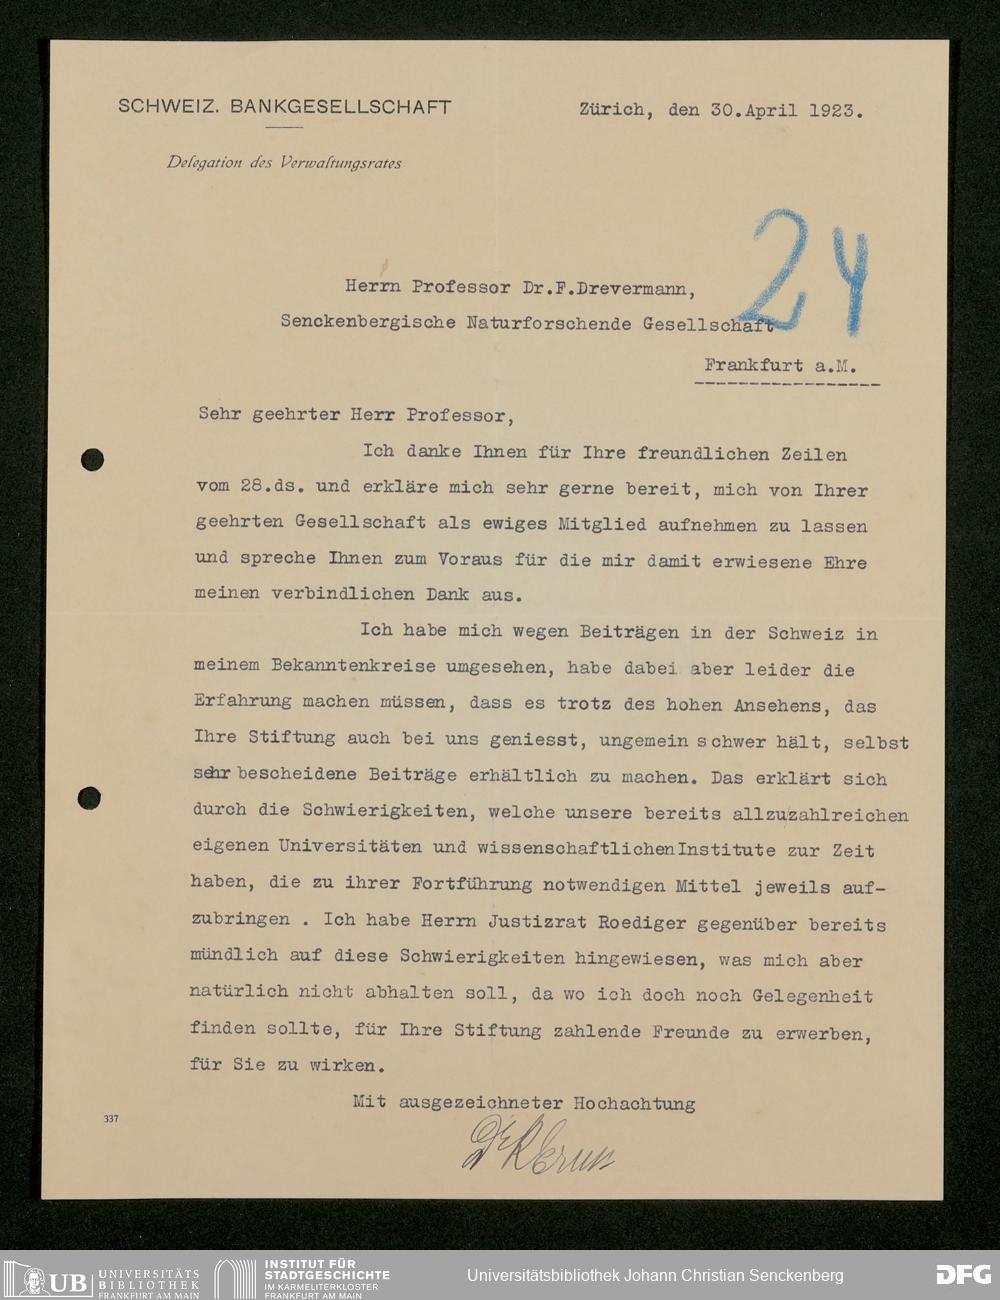 SCHWEIZ. BANKGESELLSCHAFT
Delegation des Verwaltungsrates
Zürich, den 30.April 1923.
24
Herrn Professor Dr.F.Drevermann,
Senckenbergische Naturforschende Gesellschaft
Frankfurt a.M.
Sehr geehrter Herr Professor,
Ich danke Ihnen für Ihre freundlichen Zeilen
vom 28.ds. und erkläre mich sehr gerne bereit, mich von Ihrer
geehrten Gesellschaft als ewiges Mitglied aufnehmen zu lassen
und spreche Ihnen zum Voraus für die mir damit erwiesene Ehre
meinen verbindlichen Dank aus.
Ich habe mich wegen Beiträgen in der Schweiz in
meinem Bekanntenkreise umgesehen, habe dabei aber leider die
Erfahrung machen müssen, dass es trotz des hohen Ansehens, das
Ihre Stiftung auch bei uns geniesst, ungemein schwer hält, selbst
sehr bescheidene Beiträge erhältlich zu machen. Das erklärt sich
durch die Schwierigkeiten, welche unsere bereits allzuzahlreichen
eigenen Universitäten und wissenschaftlichen Institute zur Zeit
haben, die zu ihrer Fortführung notwendigen Mittel jeweils auf-
zubringen . Ich habe Herrn Justizrat Roediger gegenüber bereits
mündlich auf diese Schwierigkeiten hingewiesen, was mich aber
natürlich nicht abhalten soll, da wo ich doch noch Gelegenheit
finden sollte, für Ihre Stiftung zahlende Freunde zu erwerben,
für Sie zu wirken.
Mit ausgezeichneter Hochachtung
337
UB UNIVERSITÄTS
BIBLIOTHEK
FRANKFURT AM MAIN
INSTITUT FÜR
STADTGESCHICHTE
IM KARMELITERKLOSTER
FRANKFURT AM MAIN
Universitätsbibliothek Johann Christian Senckenberg
DFG